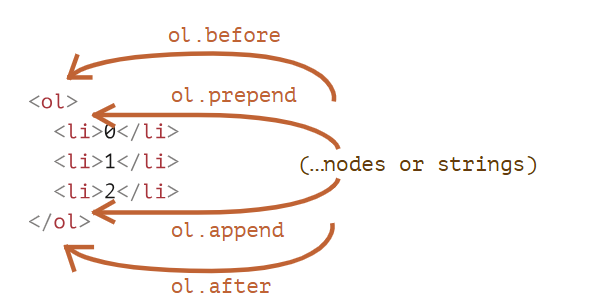 ol.before
<ol>
ol.prepend
<li>0</li>
<li>1</li>
(…nodes or strings)
<li>2</li>
</ol>
ol.append
ol.after